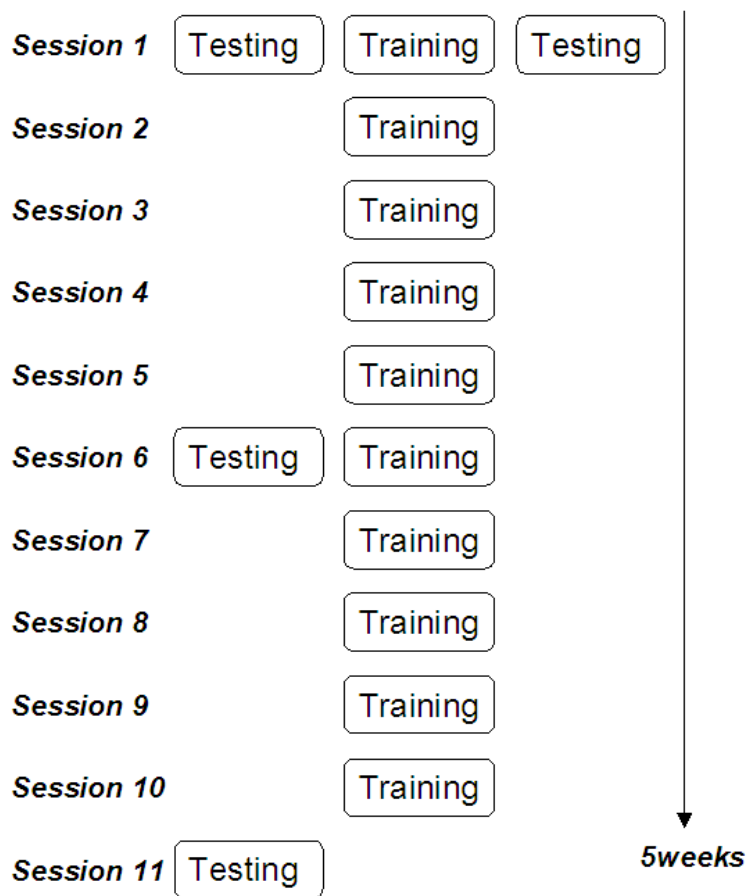 Session 1 Testing Training Testing
Session 2 Training
Session 3 Training
Session 4 Training
Session 5 Training
Session 6 Testing Training
Session 7 Training
Session 8 Training
Session 9 Training
Session 10 Training
5weeks
Session 11 Testing